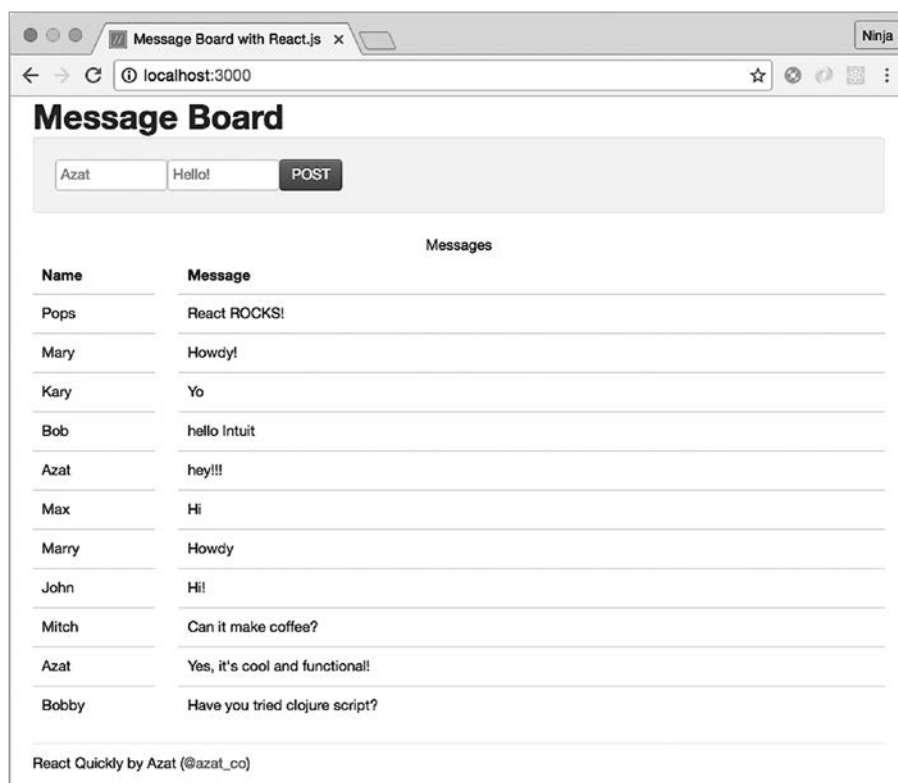 Message Board with React.js
Ninja
localhost:3000
Message Board
Azat Hello! POST
Messages
Name Message
Pops React ROCKS!
Mary Howdy!
Kary Yo
Bob hello Intuit
Azat hey!!!
Max Hi
Marry Howdy
John Hi!
Mitch Can it make coffee?
Azat Yes, it's cool and functional!
Bobby Have you tried clojure script?
React Quickly by Azat (@azat_co)